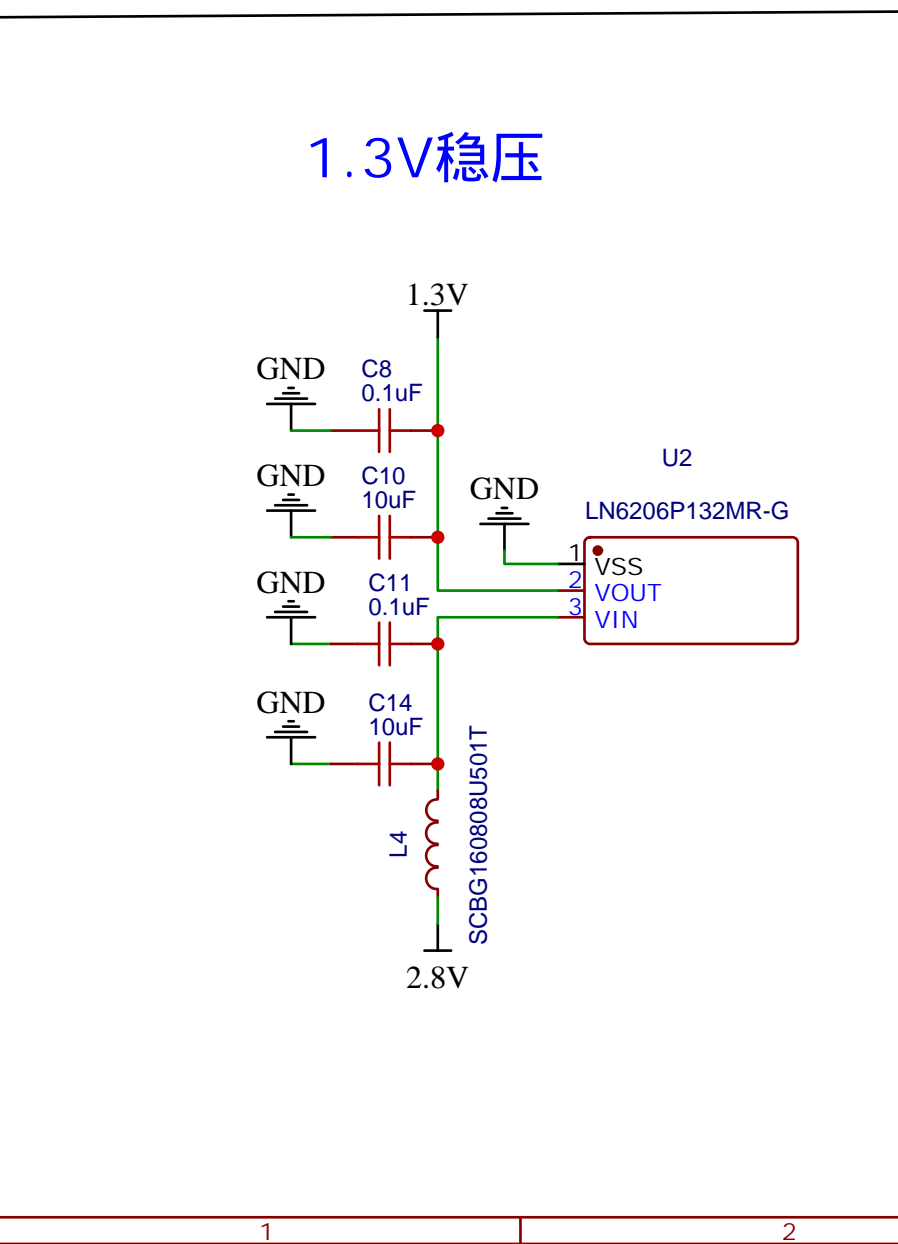 1.3V稳压
1.3V
GND
C8
0.1uF
GND
C10
10uF
U2
GND
LN6206P132MR-G
1
VSS
2
VOUT
3
VIN
GND
C11
0.1uF
GND
C14
10uF
L4
SCBG160808U501T
2.8V
1
2